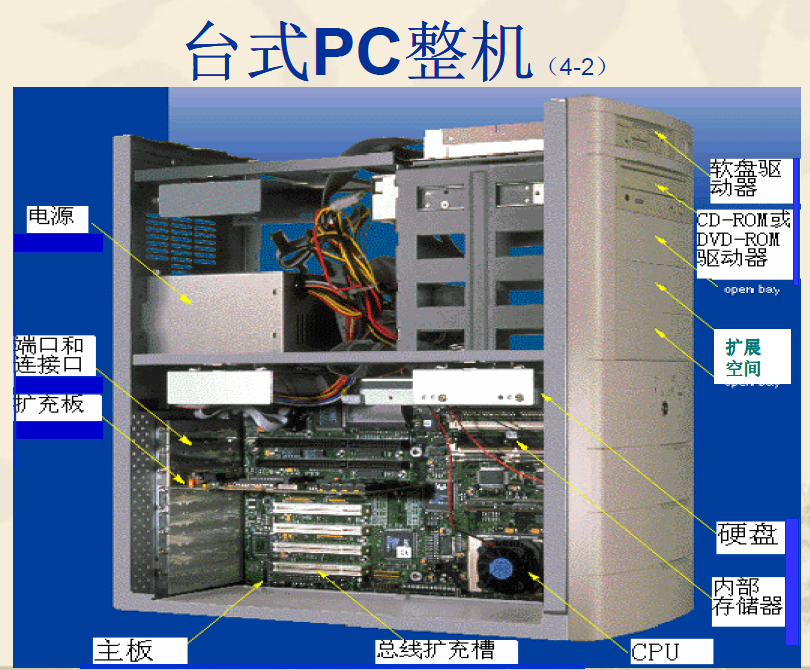 台式PC整机（4-2）
软盘驱
动器
电源
CD-ROM或
DVD-ROM
驱动器
open bay
扩展
空间
open bay
端口和
连接口
扩充板
硬盘
内部
存储器
主板
总线扩充槽
CPU